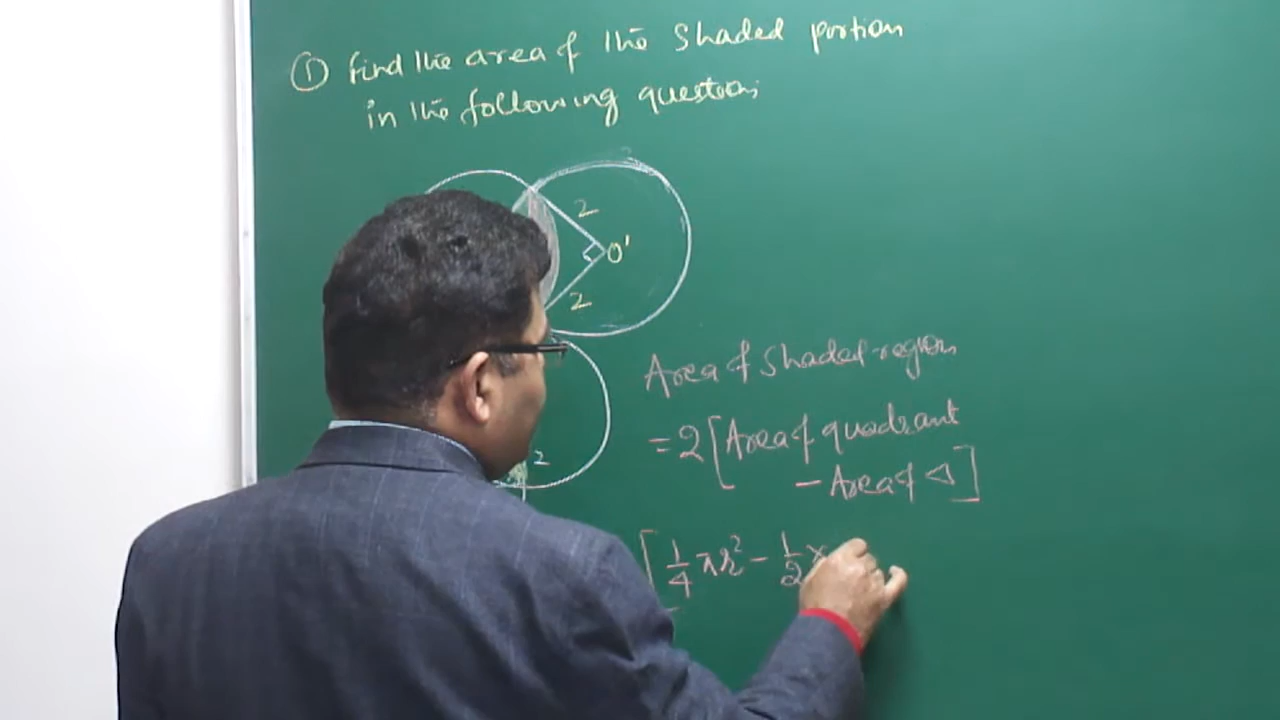 ① Find the area of the shaded portion
in the following question;
2
O'
2
2
Area of shaded region
= 2 [Area of quadrant
- Area of △]
[1/4 πr² - 1/2 ×